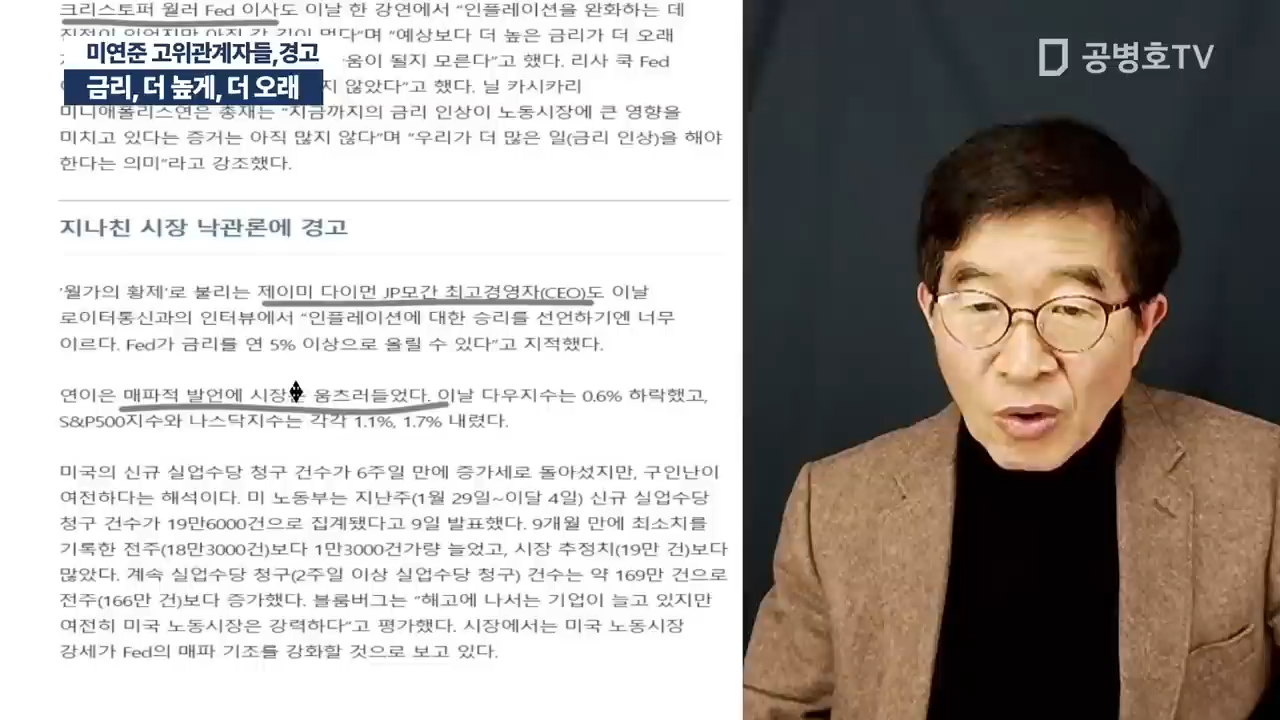 크리스토퍼 월러 Fed 이사도 이날 한 강연에서 “인플레이션을 완화하는 데
멀다”며 “예상보다 더 높은 금리가 더 오래
움이 될지 모른다”고 했다. 리사 쿡 Fed
지 않았다”고 했다. 닐 카시카리
미니애폴리스연은 총재는 “지금까지의 금리 인상이 노동시장에 큰 영향을
미치고 있다는 증거는 아직 많지 않다”며 “우리가 더 많은 일(금리 인상)을 해야
한다는 의미”라고 강조했다.
미연준 고위관계자들,경고
금리, 더 높게, 더 오래
지나친 시장 낙관론에 경고
‘월가의 황제’로 불리는 제이미 다이먼 JP모간 최고경영자(CEO)도 이날
로이터통신과의 인터뷰에서 “인플레이션에 대한 승리를 선언하기엔 너무
이르다. Fed가 금리를 연 5% 이상으로 올릴 수 있다”고 지적했다.
연이은 매파적 발언에 시장은 움츠러들었다. 이날 다우지수는 0.6% 하락했고,
S&P500지수와 나스닥지수는 각각 1.1%, 1.7% 내렸다.
미국의 신규 실업수당 청구 건수가 6주일 만에 증가세로 돌아섰지만, 구인난이
여전하다는 해석이다. 미 노동부는 지난주(1월 29일~이달 4일) 신규 실업수당
청구 건수가 19만6000건으로 집계됐다고 9일 발표했다. 9개월 만에 최소치를
기록한 전주(18만3000건)보다 1만3000건가량 늘었고, 시장 추정치(19만 건)보다
많았다. 계속 실업수당 청구(2주일 이상 실업수당 청구) 건수는 약 169만 건으로
전주(166만 건)보다 증가했다. 블룸버그는 “해고에 나서는 기업이 늘고 있지만
여전히 미국 노동시장은 강력하다”고 평가했다. 시장에서는 미국 노동시장
강세가 Fed의 매파 기조를 강화할 것으로 보고 있다.
공병호TV